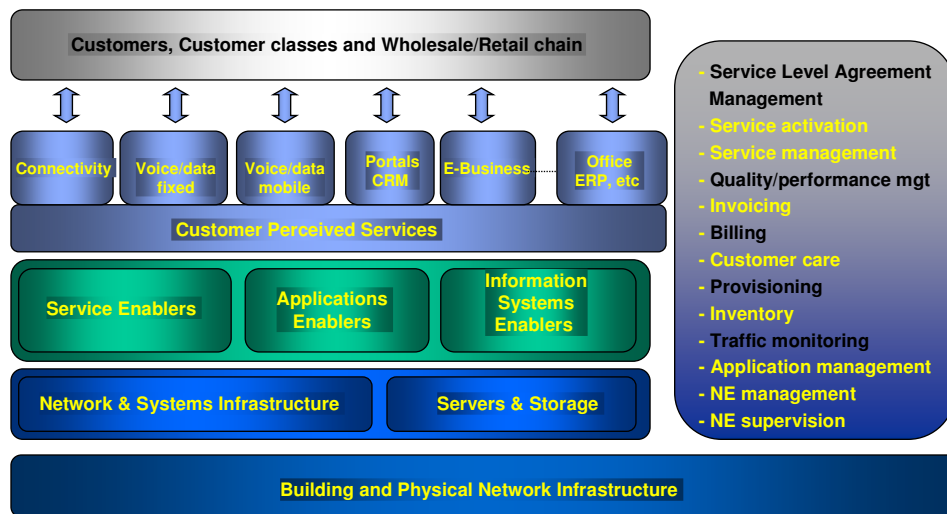 Customers, Customer classes and Wholesale/Retail chain
Connectivity
Voice/data
fixed
Voice/data
mobile
Portals
CRM
E-Business
Office
ERP, etc
Customer Perceived Services
Service Enablers
Applications
Enablers
Information
Systems
Enablers
Network & Systems Infrastructure
Servers & Storage
Building and Physical Network Infrastructure
- Service Level Agreement
Management
- Service activation
- Service management
- Quality/performance mgt
- Invoicing
- Billing
- Customer care
- Provisioning
- Inventory
- Traffic monitoring
- Application management
- NE management
- NE supervision